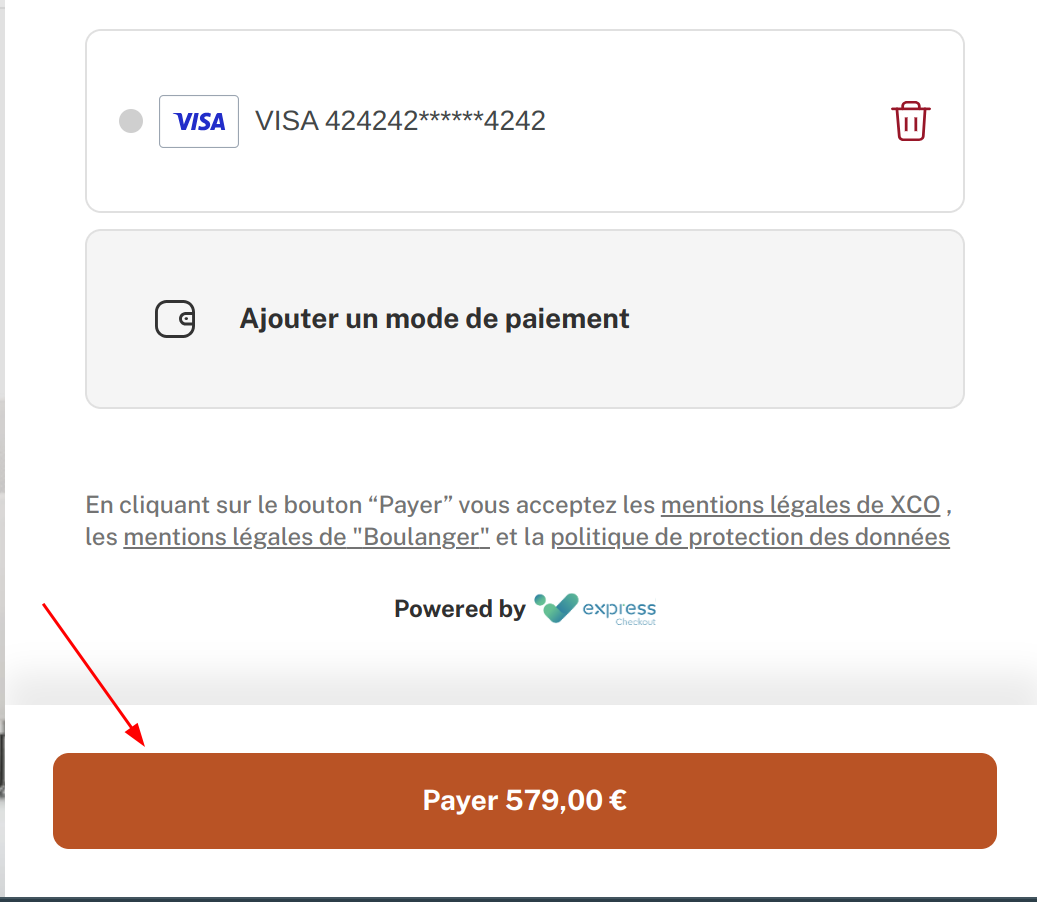 VISA VISA 424242******4242
Ajouter un mode de paiement
En cliquant sur le bouton “Payer” vous acceptez les mentions légales de XCO ,
les mentions légales de "Boulanger" et la politique de protection des données
Powered by express
Checkout
Payer 579,00 €